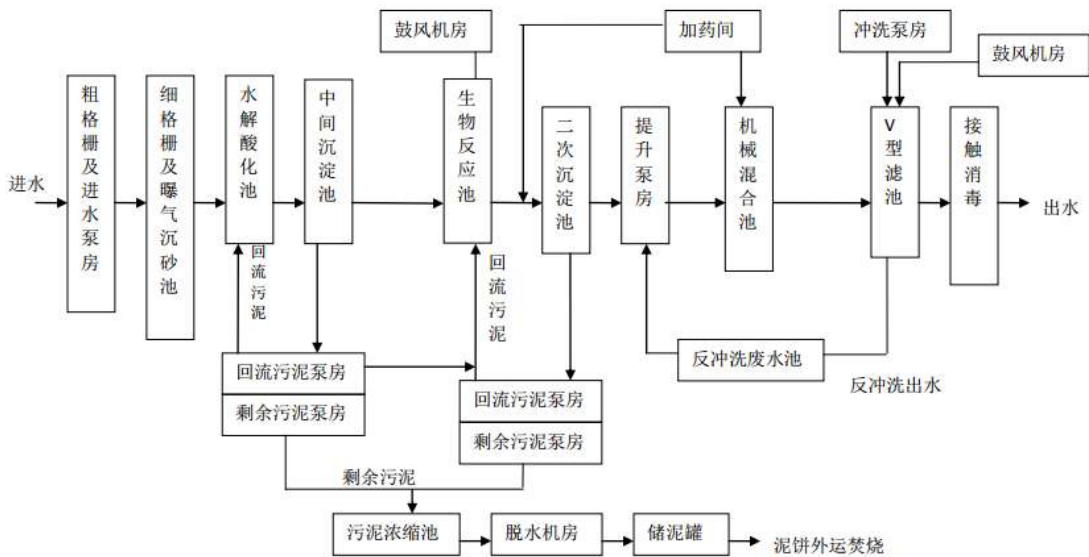 鼓风机房
加药间
冲洗泵房
鼓风机房
进水
粗格栅及进水泵房
细格栅及曝气沉砂池
水解酸化池
中间沉淀池
生物反应池
二次沉淀池
提升泵房
机械混合池
V型滤池
接触消毒
出水
回流污泥
回流污泥
反冲洗废水池
反冲洗出水
回流污泥泵房
剩余污泥泵房
回流污泥泵房
剩余污泥泵房
剩余污泥
污泥浓缩池
脱水机房
储泥罐
泥饼外运焚烧